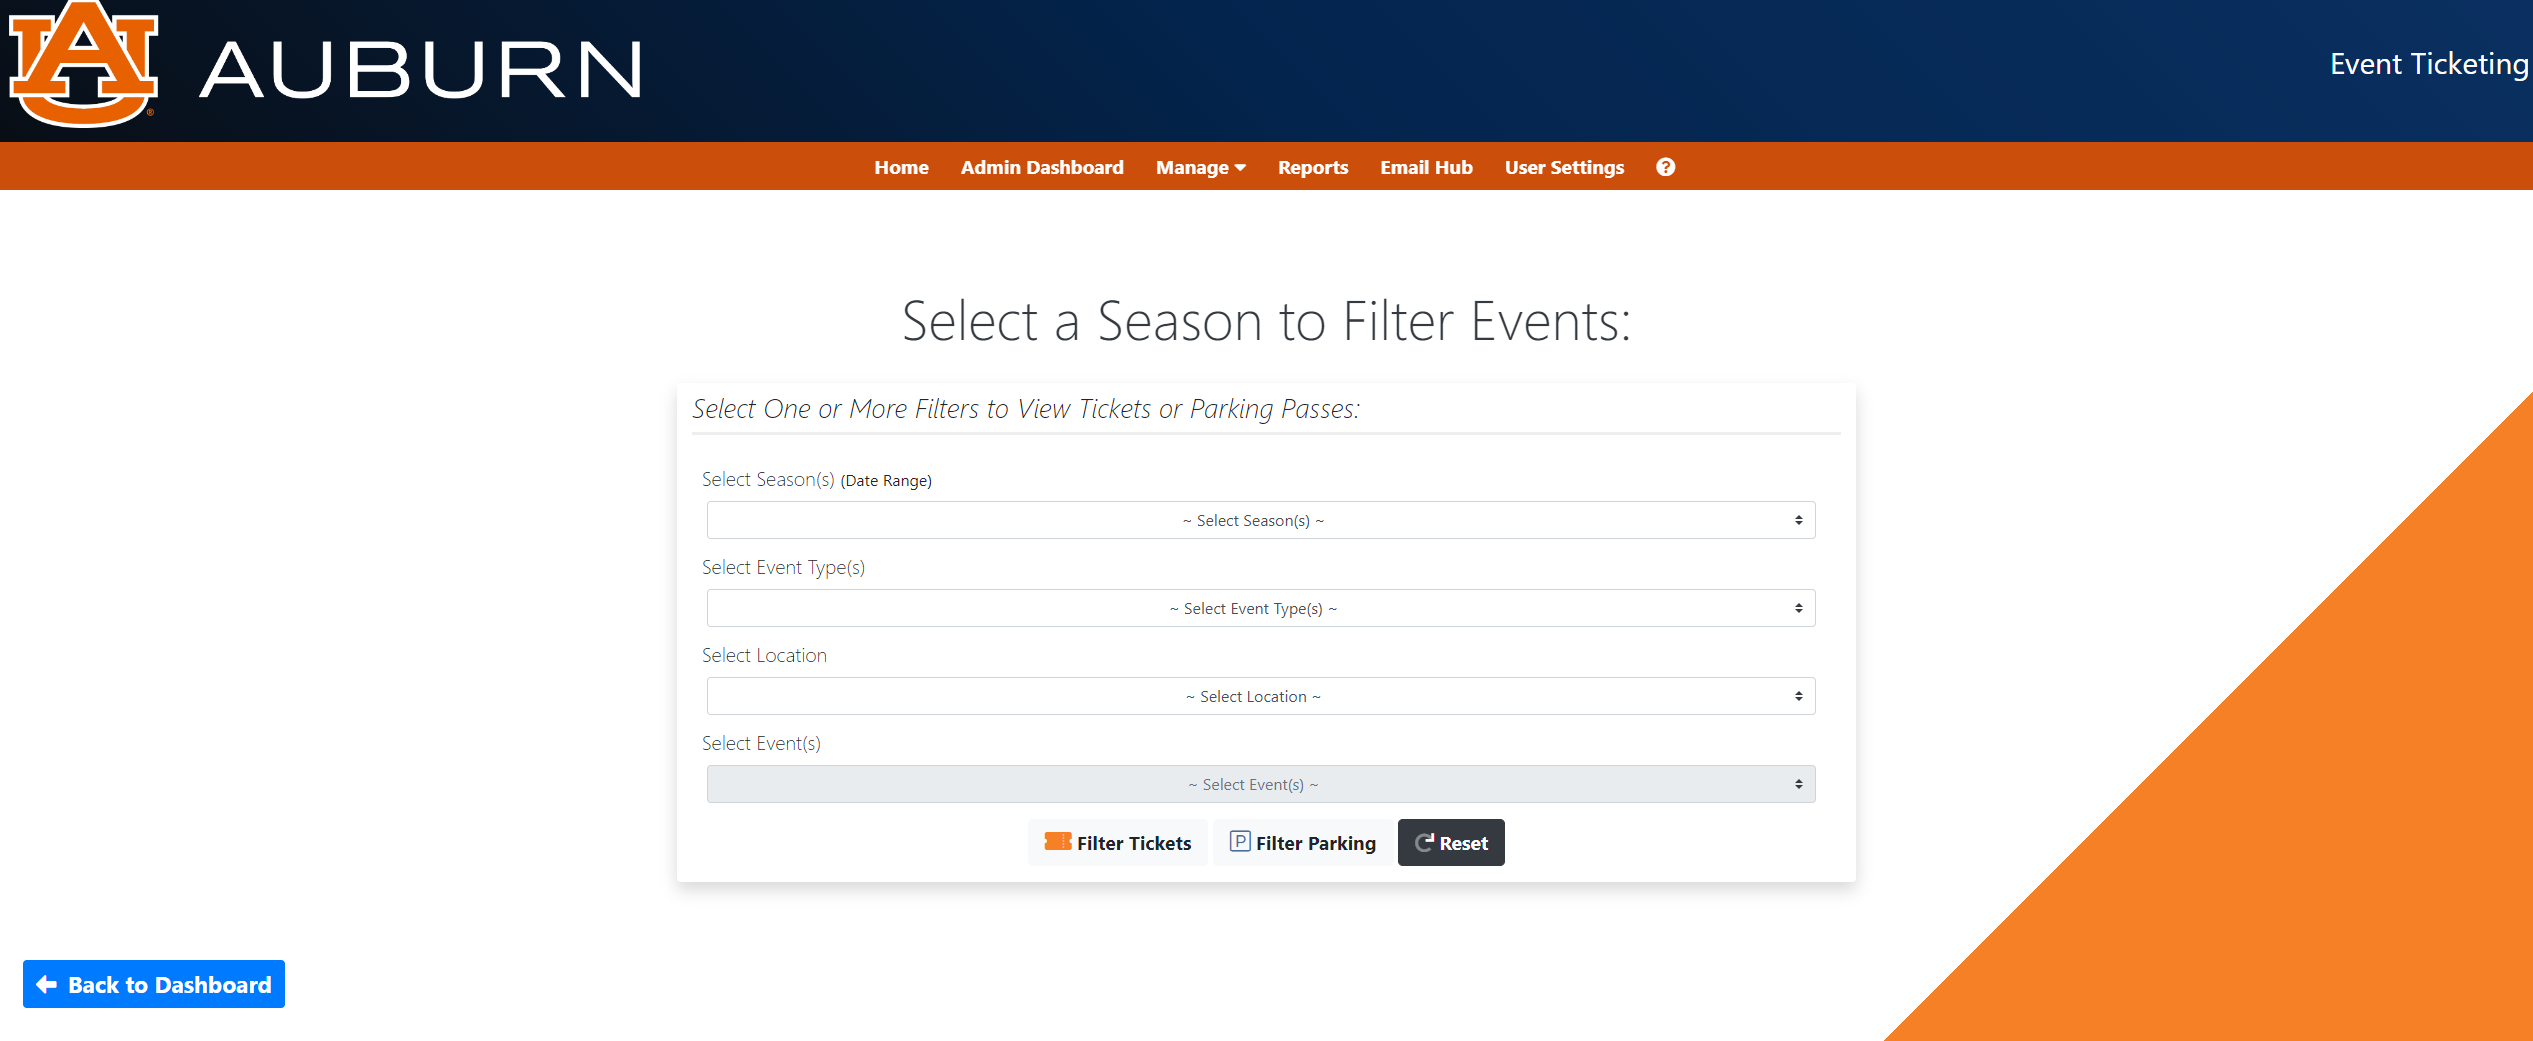 AUBURN
Event Ticketing
Home Admin Dashboard Manage Reports Email Hub User Settings ?
Select a Season to Filter Events:
Select One or More Filters to View Tickets or Parking Passes:
Select Season(s) (Date Range)
~ Select Season(s) ~
Select Event Type(s)
~ Select Event Type(s) ~
Select Location
~ Select Location ~
Select Event(s)
~ Select Event(s) ~
Filter Tickets P Filter Parking Reset
Back to Dashboard